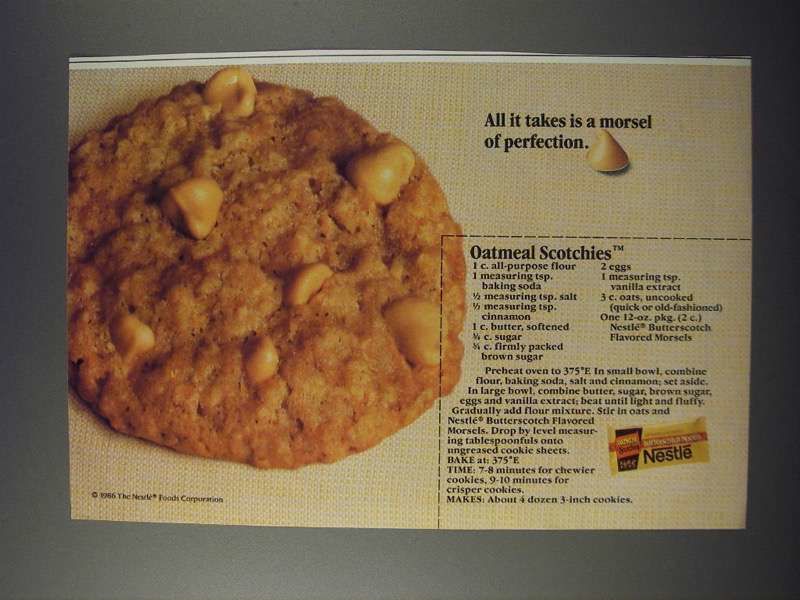 All it takes is a morsel
of perfection.
Oatmeal Scotchies™
1 c. all-purpose flour
1 measuring tsp.
baking soda
½ measuring tsp. salt
½ measuring tsp.
cinnamon
1 c. butter, softened
¾ c. sugar
¾ c. firmly packed
brown sugar
2 eggs
1 measuring tsp.
vanilla extract
3 c. oats, uncooked
(quick or old-fashioned)
One 12-oz. pkg. (2 c.)
Nestlé® Butterscotch
Flavored Morsels
Preheat oven to 375°F. In small bowl, combine
flour, baking soda, salt and cinnamon; set aside.
In large bowl, combine butter, sugar, brown sugar,
eggs and vanilla extract; beat until light and fluffy.
Gradually add flour mixture. Stir in oats and
Nestlé® Butterscotch Flavored
Morsels. Drop by level measur-
ing tablespoonfuls onto
ungreased cookie sheets.
BAKE at: 375°F
TIME: 7-8 minutes for chewier
cookies, 9-10 minutes for
crisper cookies.
MAKES: About 4 dozen 3-inch cookies.
Nestlé
© 1986 The Nestlé® Foods Corporation